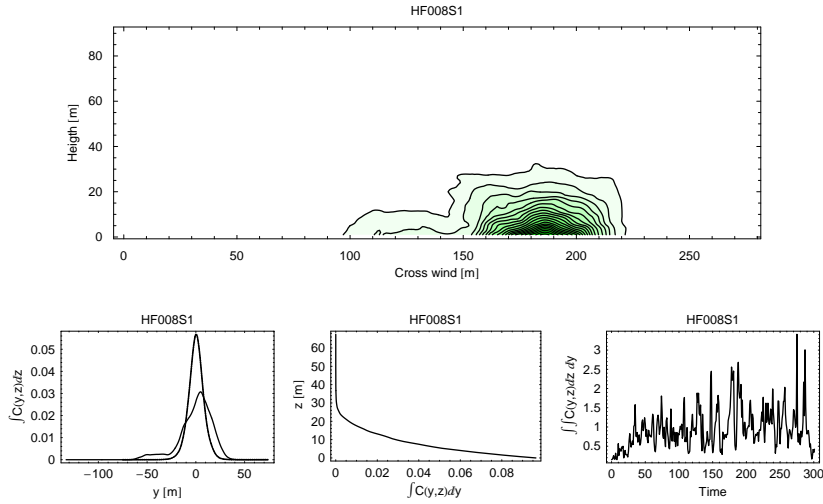 HF008S1
80
60
40
20
0
Heigth [m]
0 50 100 150 200 250
Cross wind [m]
HF008S1
0.05
0.04
0.03
0.02
0.01
0
∫C(y,z)dz
−100 −50 0 50
y [m]
HF008S1
60
50
40
30
20
10
0
z [m]
0 0.02 0.04 0.06 0.08
∫C(y,z)dy
HF008S1
3
2.5
2
1.5
1
0.5
∫∫C(y,z)dz dy
0 50 100 150 200 250 300
Time